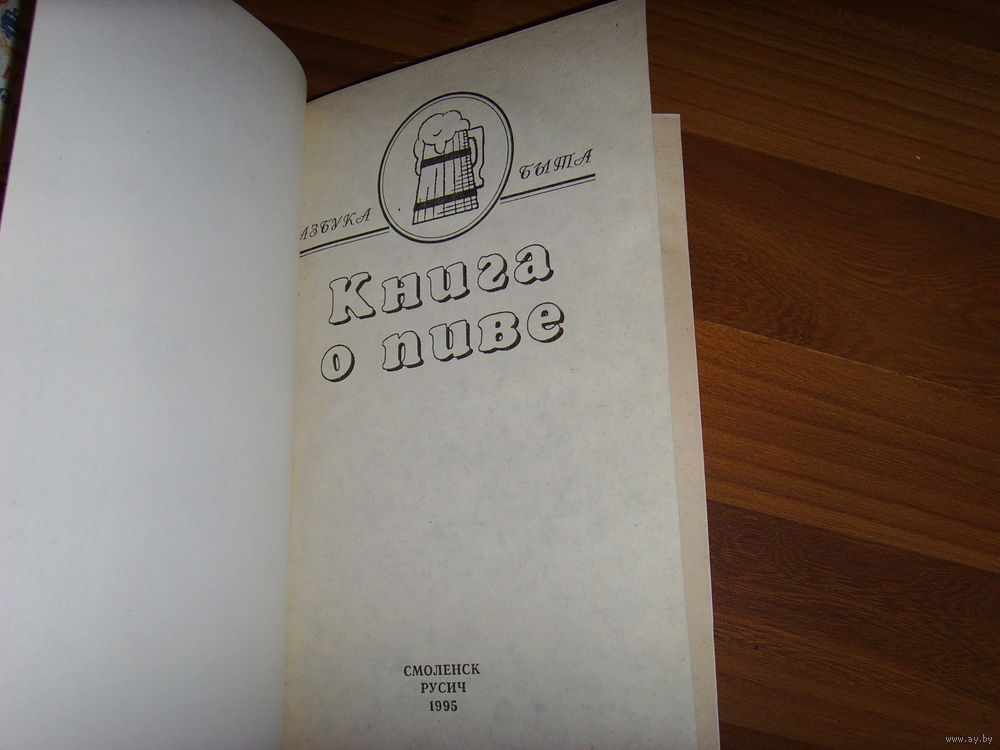 АЗБУКА БЫТА
Книга
о пиве
СМОЛЕНСК
РУСИЧ
1995
www.ay.by